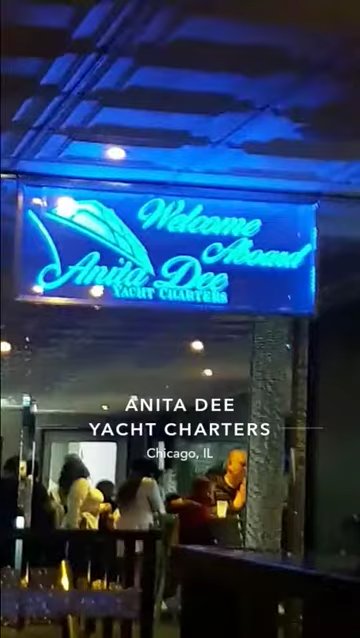 Welcome
Aboard
Anita Dee
YACHT CHARTERS
ANITA DEE
YACHT CHARTERS
Chicago, IL